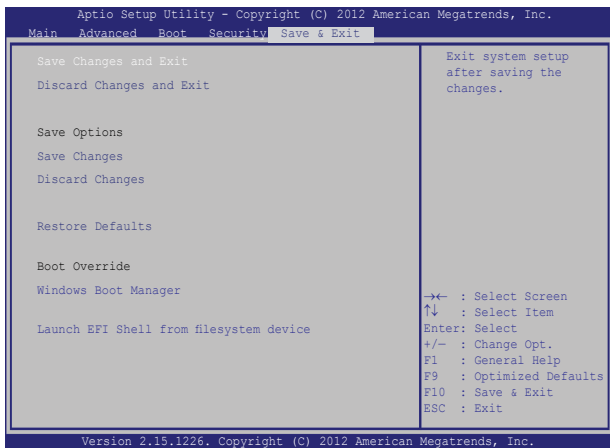 Aptio Setup Utility - Copyright (C) 2012 American Megatrends, Inc.
Main Advanced Boot Security Save & Exit
Save Changes and Exit
Discard Changes and Exit
Save Options
Save Changes
Discard Changes
Restore Defaults
Boot Override
Windows Boot Manager
Launch EFI Shell from filesystem device
Exit system setup
after saving the
changes.
→← : Select Screen
↑↓ : Select Item
Enter: Select
+/— : Change Opt.
F1 : General Help
F9 : Optimized Defaults
F10 : Save & Exit
ESC : Exit
Version 2.15.1226. Copyright (C) 2012 American Megatrends, Inc.